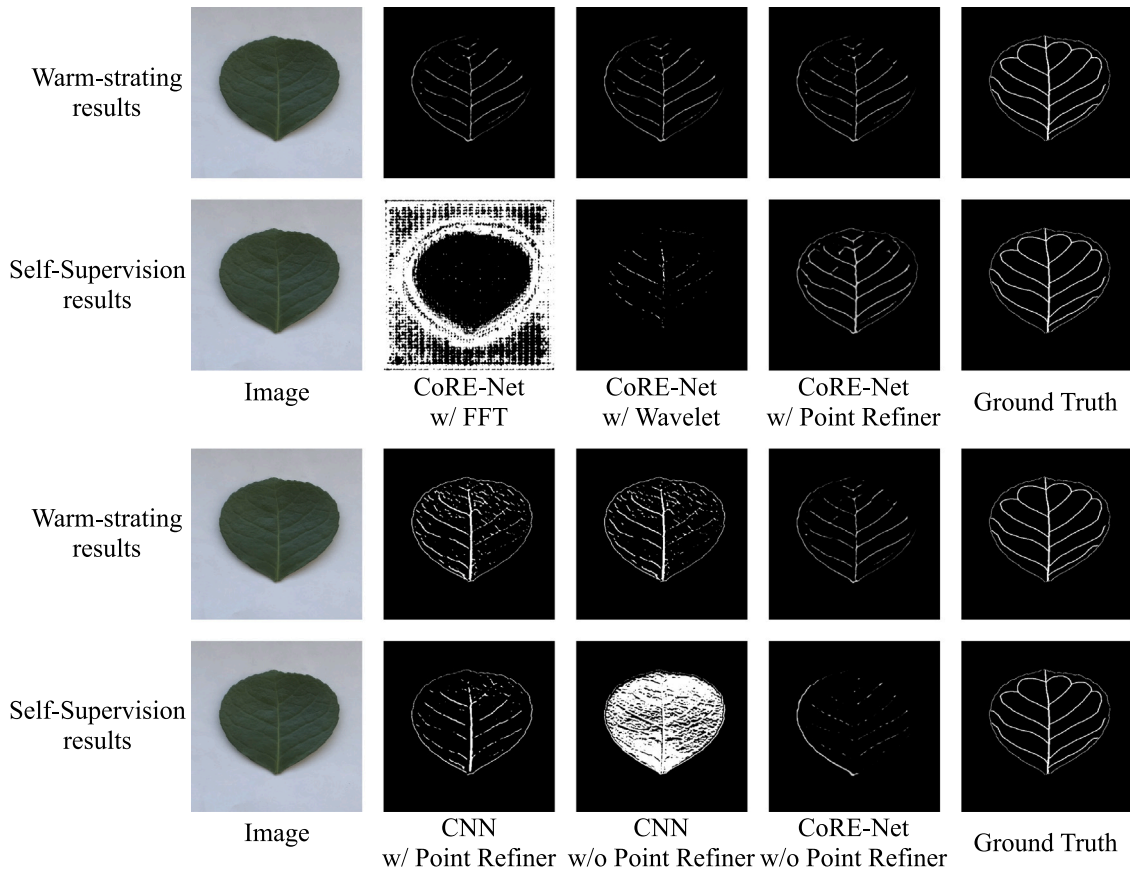 Warm-strating
results
Self-Supervision
results
Image
CoRE-Net
w/ FFT
CoRE-Net
w/ Wavelet
CoRE-Net
w/ Point Refiner
Ground Truth
Warm-strating
results
Self-Supervision
results
Image
CNN
w/ Point Refiner
CNN
w/o Point Refiner
CoRE-Net
w/o Point Refiner
Ground Truth